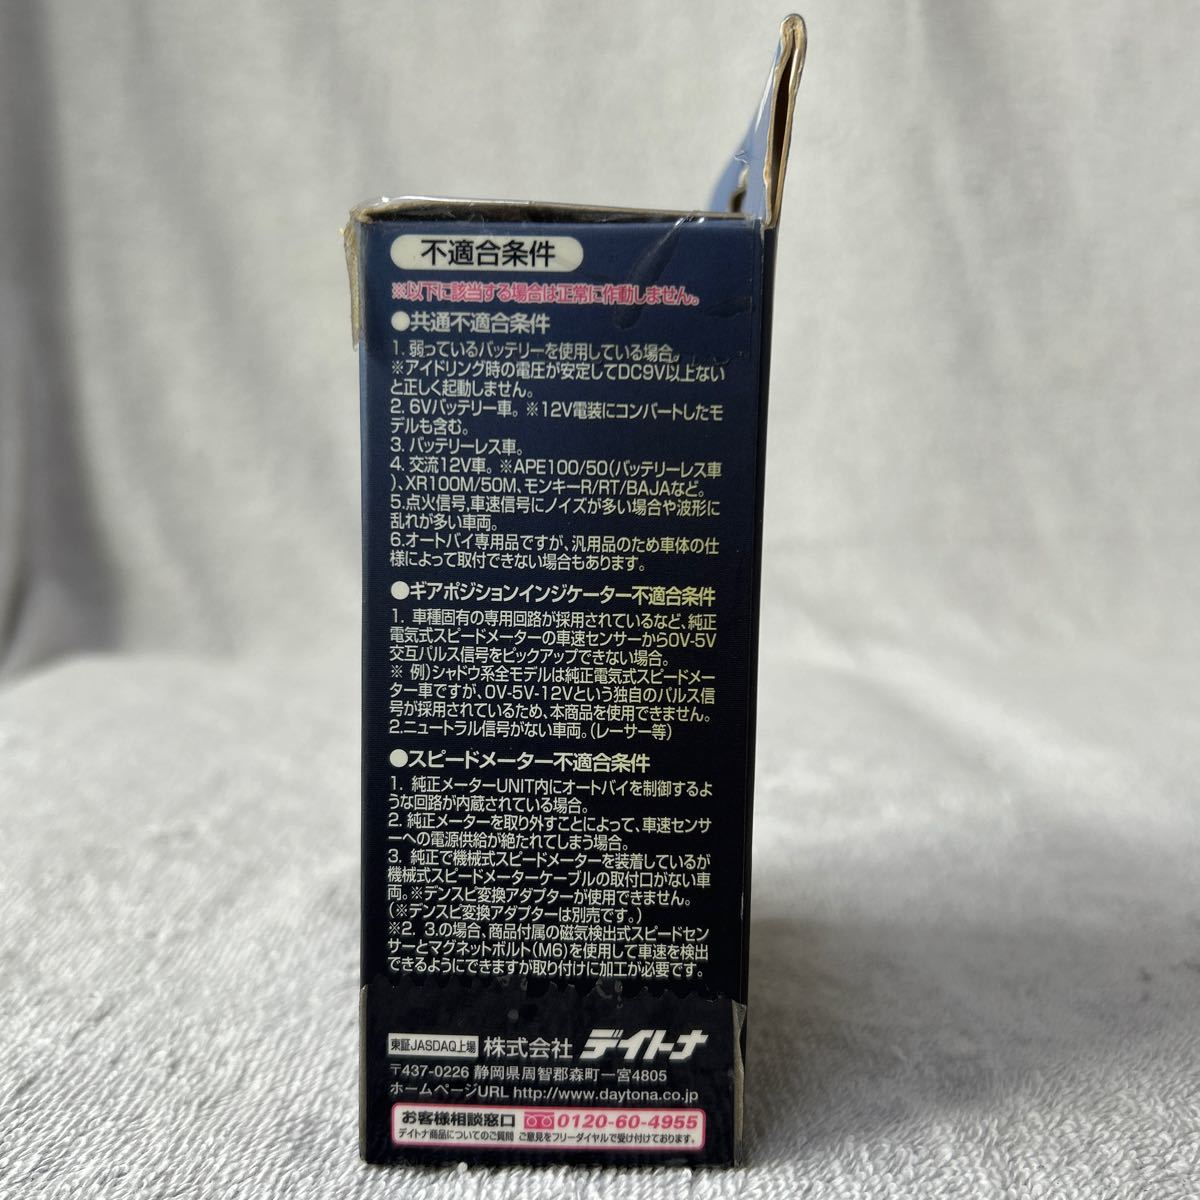 不適合条件
※以下に該当する場合は正常に作動しません。
●共通不適合条件
1. 弱っているバッテリーを使用している場合。
※アイドリング時の電圧が安定してDC9V以上ない
と正しく起動しません。
2. 6Vバッテリー車。※12V電装にコンバートしたモ
デルも含む。
3. バッテリーレス車。
4. 交流12V車。※APE100/50(バッテリーレス車
)、XR100M/50M、モンキーR/RT/BAJAなど。
5.点火信号,車速信号にノイズが多い場合や波形に
乱れが多い車両。
6.オートバイ専用品ですが、汎用品のため車体の仕
様によって取付できない場合もあります。
●ギアポジションインジケーター不適合条件
1. 車種固有の専用回路が採用されているなど、純正
電気式スピードメーターの車速センサーから0V-5V
交互パルス信号をピックアップできない場合。
※ 例)シャドウ系全モデルは純正電気式スピードメ
ーター車ですが、0V-5V-12Vという独自のパルス信
号が採用されているため、本商品を使用できません。
2.ニュートラル信号がない車両。(レーサー等)
●スピードメーター不適合条件
1. 純正メーターUNIT内にオートバイを制御するよ
うな回路が内蔵されている場合。
2. 純正メーターを取り外すことによって、車速センサ
ーへの電源供給が絶たれてしまう場合。
3. 純正で機械式スピードメーターを装着しているが
機械式スピードメーターケーブルの取付口がない車
両。※デンスピ変換アダプターが使用できません。
(※デンスピ変換アダプターは別売です。)
※2. 3.の場合、商品付属の磁気検出式スピードセン
サーとマグネットボルト(M6)を使用して車速を検出
できるようにできますが取り付けに加工が必要です。
東証JASDAQ上場 株式会社 デイトナ
〒437-0226 静岡県周智郡森町一宮4805
ホームページURL http://www.daytona.co.jp
お客様相談窓口 0120-60-4955
デイトナ商品についてのご質問 ご意見をフリーダイヤルで受け付けております。